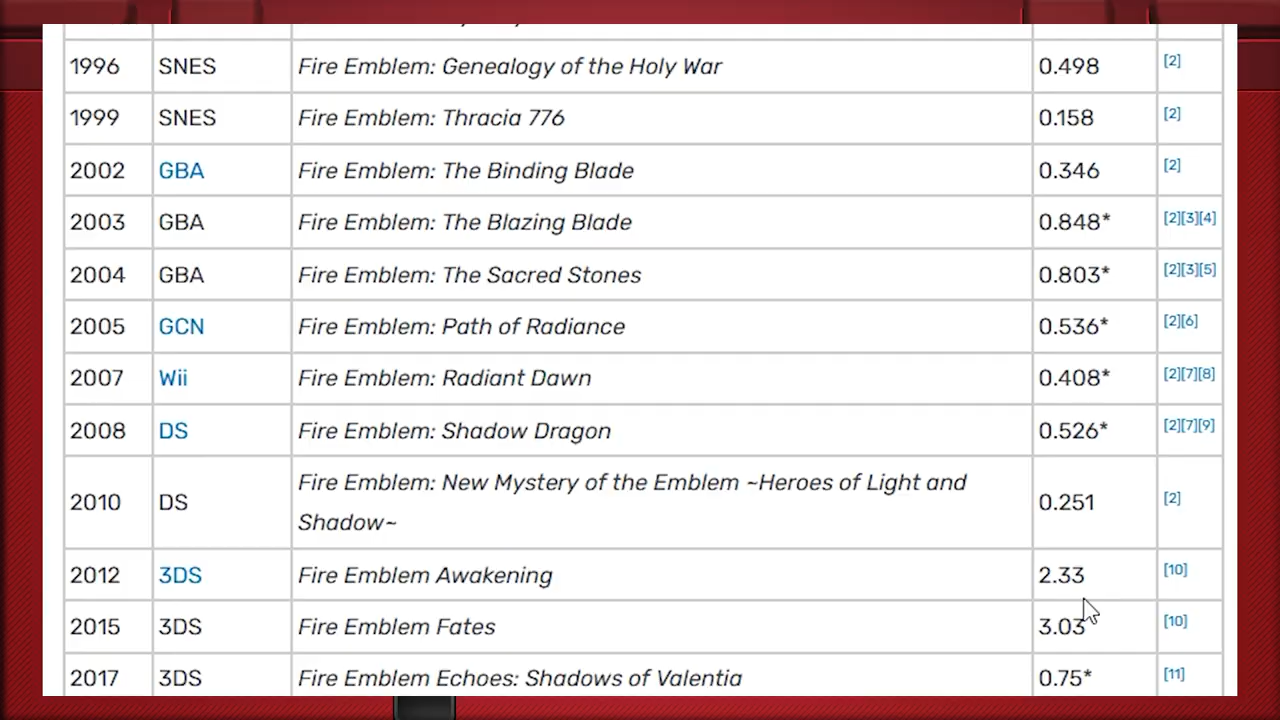 1996 SNES Fire Emblem: Genealogy of the Holy War 0.498 [2]
1999 SNES Fire Emblem: Thracia 776 0.158 [2]
2002 GBA Fire Emblem: The Binding Blade 0.346 [2]
2003 GBA Fire Emblem: The Blazing Blade 0.848* [2][3][4]
2004 GBA Fire Emblem: The Sacred Stones 0.803* [2][3][5]
2005 GCN Fire Emblem: Path of Radiance 0.536* [2][6]
2007 Wii Fire Emblem: Radiant Dawn 0.408* [2][7][8]
2008 DS Fire Emblem: Shadow Dragon 0.526* [2][7][9]
2010 DS Fire Emblem: New Mystery of the Emblem ~Heroes of Light and
Shadow~ 0.251 [2]
2012 3DS Fire Emblem Awakening 2.33 [10]
2015 3DS Fire Emblem Fates 3.03 [10]
2017 3DS Fire Emblem Echoes: Shadows of Valentia 0.75* [11]